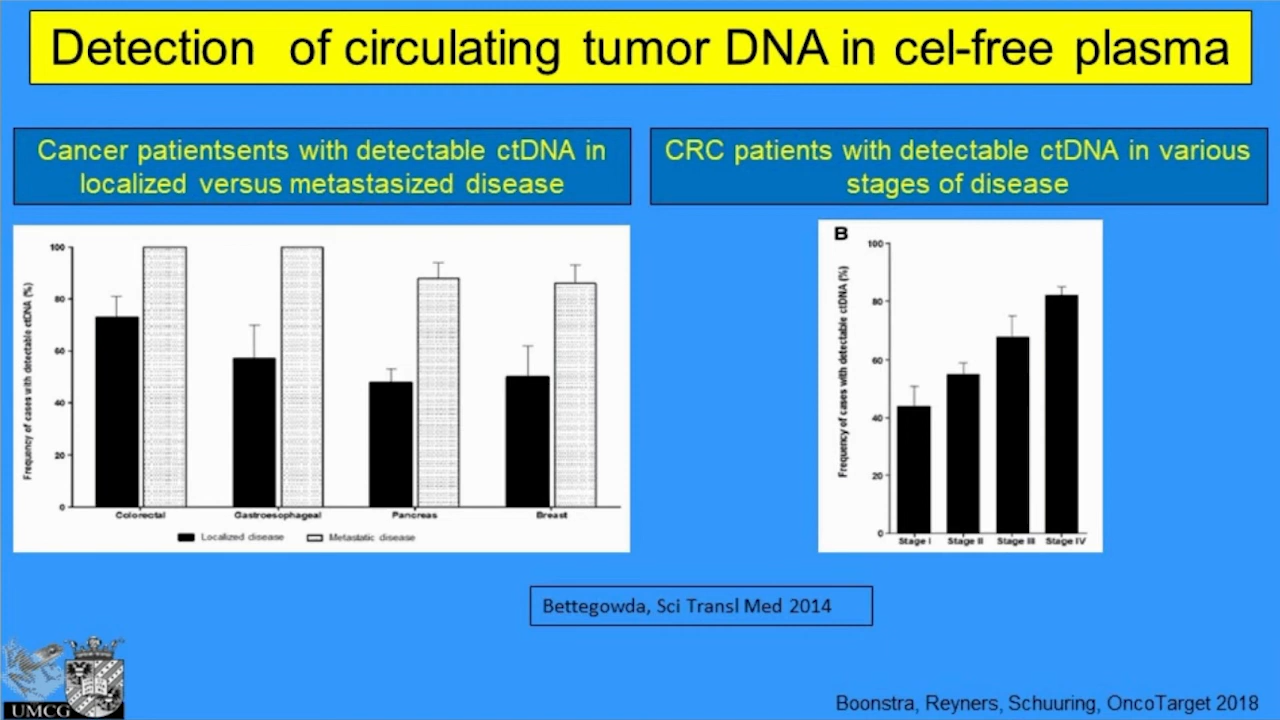 Detection of circulating tumor DNA in cel-free plasma
Cancer patientsents with detectable ctDNA in
localized versus metastasized disease
CRC patients with detectable ctDNA in various
stages of disease
Frequency of cases with detectable ctDNA (%)
100
80
60
40
20
0
Colorectal
Gastroesophageal
Pancreas
Breast
Localized disease
Metastatic disease
B
Frequency of cases with detectable ctDNA (%)
100
80
60
40
20
0
Stage I
Stage II
Stage III
Stage IV
Bettegowda, Sci Transl Med 2014
UMCG
Boonstra, Reyners, Schuuring, OncoTarget 2018